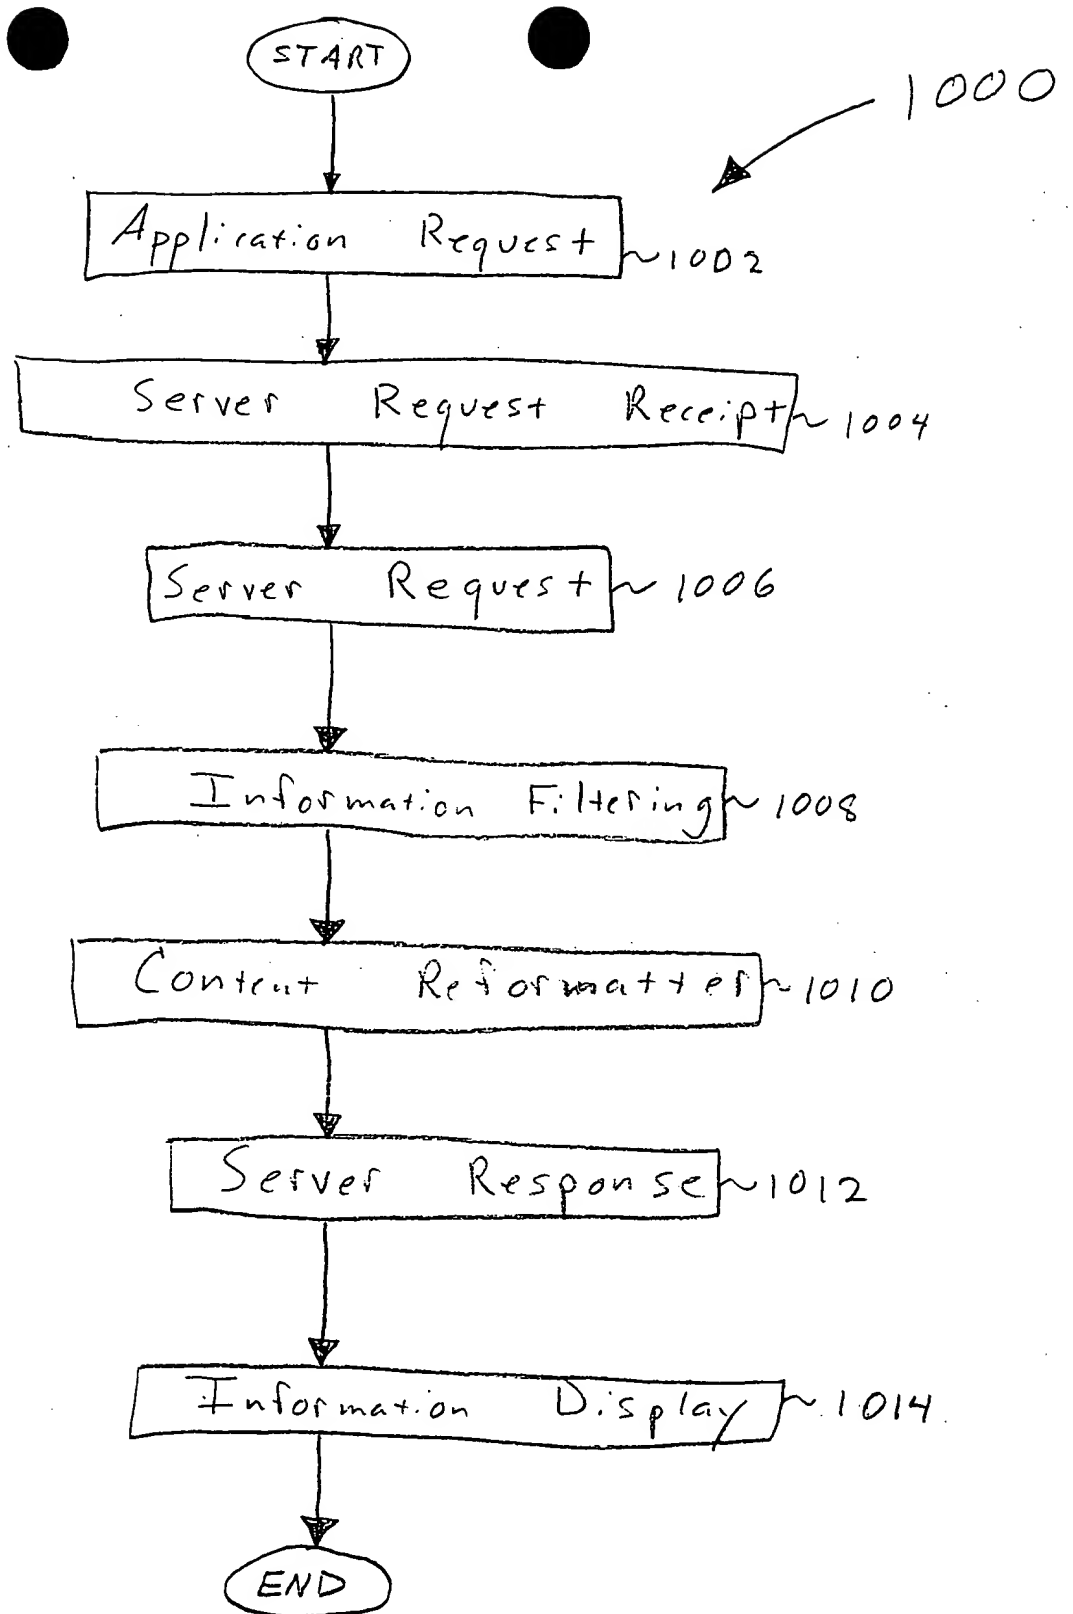 START
1000
Application Request
~1002
Server Request Receipt
~1004
Server Request
~1006
Information Filtering
~1008
Content Reformatter
~1010
Server Response
~1012
Information Display
~1014
END